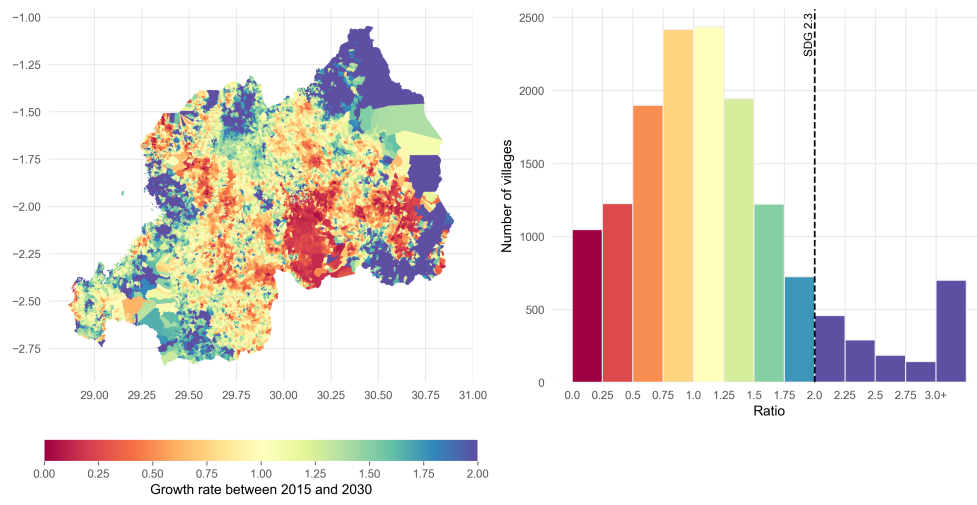 −1.00
−1.25
−1.50
−1.75
−2.00
−2.25
−2.50
−2.75
29.00 29.25 29.50 29.75 30.00 30.25 30.50 30.75 31.00
0.00 0.25 0.50 0.75 1.00 1.25 1.50 1.75 2.00
Growth rate between 2015 and 2030
2500
2000
1500
1000
500
0
Number of villages
SDG 2.3
0.0 0.25 0.5 0.75 1.0 1.25 1.5 1.75 2.0 2.25 2.5 2.75 3.0+
Ratio